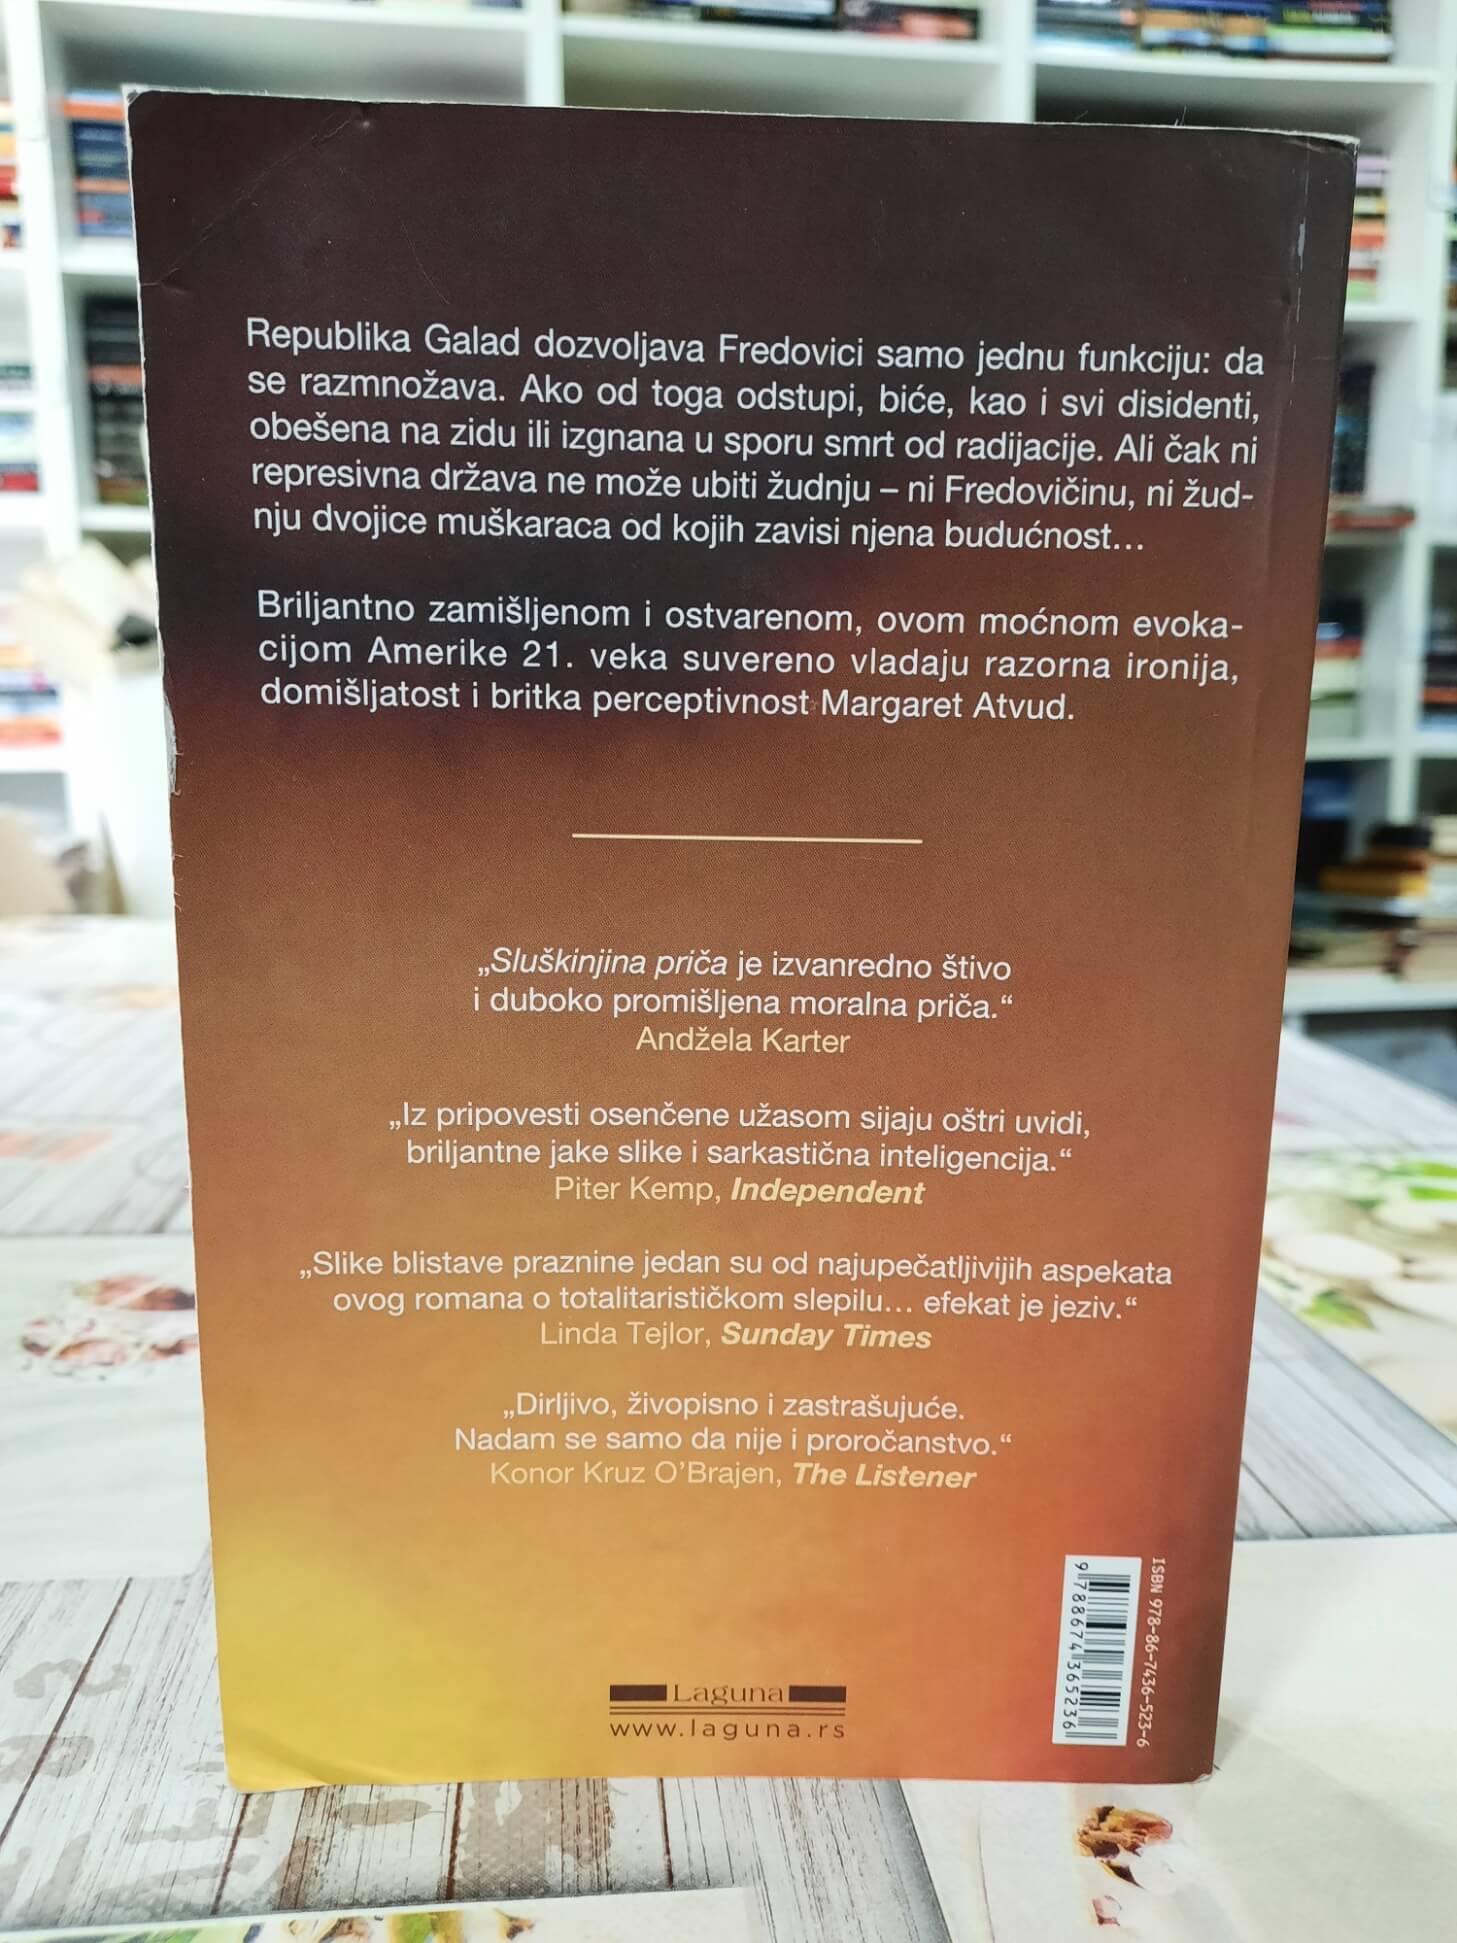 Republika Galad dozvoljava Fredovici samo jednu funkciju: da
se razmnožava. Ako od toga odstupi, biće, kao i svi disidenti,
obešena na zidu ili izgnana u sporu smrt od radijacije. Ali čak ni
represivna država ne može ubiti žudnju – ni Fredovičinu, ni žud-
nju dvojice muškaraca od kojih zavisi njena budućnost...
Briljantno zamišljenom i ostvarenom, ovom moćnom evoka-
cijom Amerike 21. veka suvereno vladaju razorna ironija,
domišljatost i britka perceptivnost Margaret Atvud.
„Sluškinjina priča je izvanredno štivo
i duboko promišljena moralna priča.“
Andžela Karter
„Iz pripovesti osenčene užasom sijaju oštri uvidi,
briljantne jake slike i sarkastična inteligencija.“
Piter Kemp, Independent
„Slike blistave praznine jedan su od najupečatljivijih aspekata
ovog romana o totalitarističkom slepilu... efekat je jeziv.“
Linda Tejlor, Sunday Times
„Dirljivo, živopisno i zastrašujuće.
Nadam se samo da nije i proročanstvo.“
Konor Kruz O'Brajen, The Listener
ISBN 978-86-7436-523-6
9788674365236
Laguna
www.laguna.rs